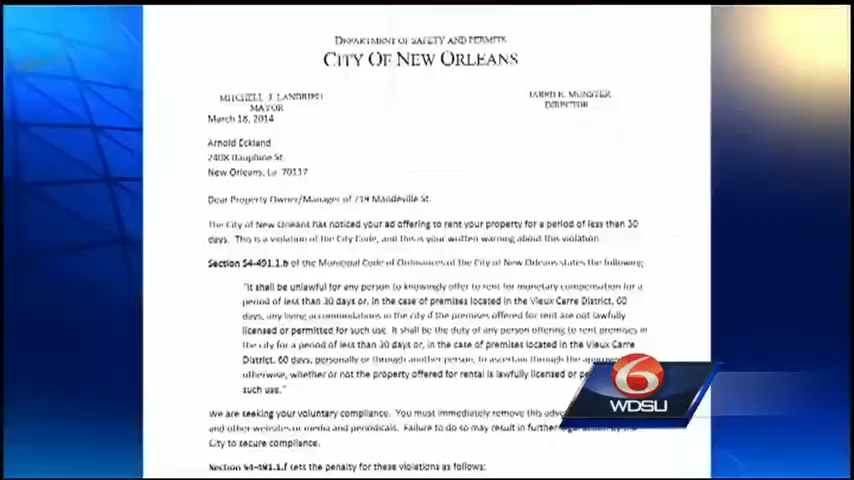 DEPARTMENT OF SAFETY AND PERMITS
CITY OF NEW ORLEANS
MITCHELL J. LANDRIEU
MAYOR
JARED E. MUNSTER
DIRECTOR
March 18, 2014
Arnold Eckland
Dauphine St.
New Orleans, La 70117
Dear Property Owner/Manager of 719 Mandeville St.
The City of New Orleans has noticed your ad offering to rent your property for a period of less than 30
days. This is a violation of the City Code, and this is your written warning about this violation.
Section 54-491.1.b of the Municipal Code of Ordinances of the City of New Orleans states the following:
"It shall be unlawful for any person to knowingly offer to rent for monetary compensation for a
period of less than 30 days or, in the case of premises located in the Vieux Carre District, 60
days, any living accommodations in the city if the premises offered for rent are not lawfully
licensed or permitted for such use. It shall be the duty of any person offering to rent premises in
the city for a period of less than 30 days or, in the case of premises located in the Vieux Carre
District, 60 days, personally or through another person, to ascertain through the
otherwise, whether or not the property offered for rental is lawfully licensed or
such use."
We are seeking your voluntary compliance. You must immediately remove this
and other websites or media and periodicals. Failure to do so may result in further
City to secure compliance.
Section 54-491.1.f sets the penalty for these violations as follows:
6
WDSU